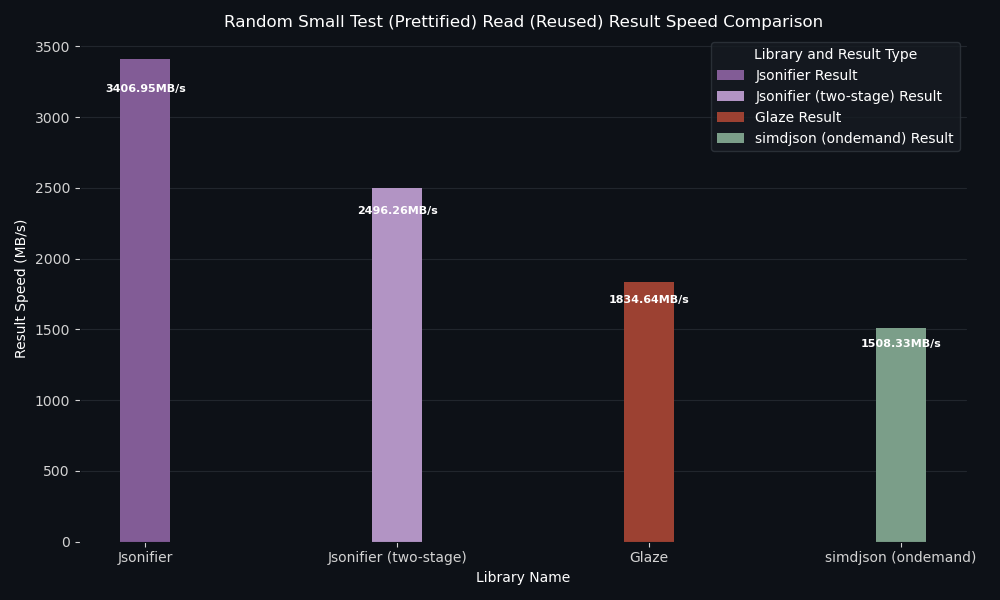 Random Small Test (Prettified) Read (Reused) Result Speed Comparison
Library and Result Type
Jsonifier Result
Jsonifier (two-stage) Result
Glaze Result
simdjson (ondemand) Result
Result Speed (MB/s)
3500
3000
2500
2000
1500
1000
500
0
3406.95MB/s
2496.26MB/s
1834.64MB/s
1508.33MB/s
Jsonifier
Jsonifier (two-stage)
Glaze
simdjson (ondemand)
Library Name